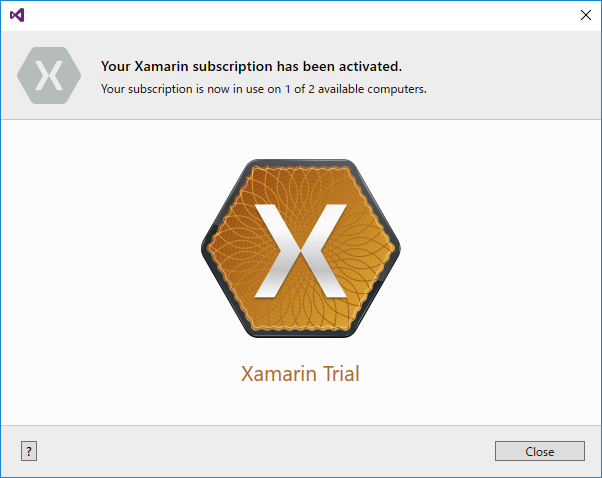 X
Your Xamarin subscription has been activated.
Your subscription is now in use on 1 of 2 available computers.
X
Xamarin Trial
?
Close